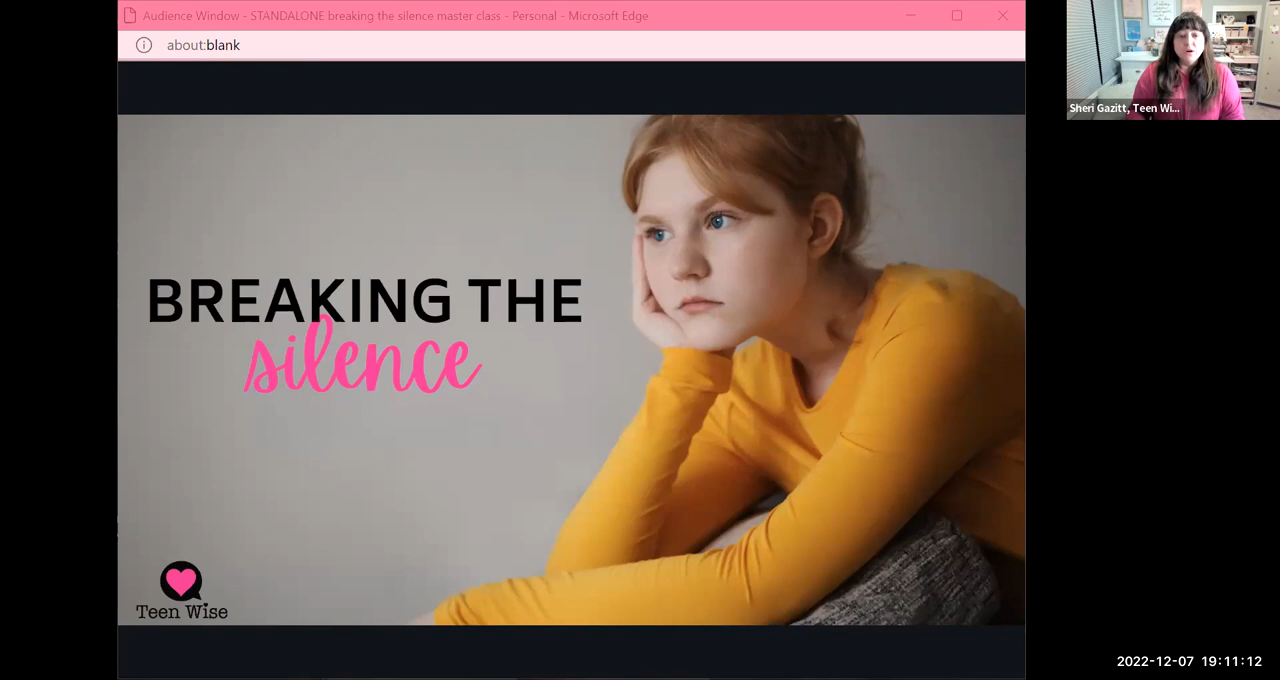 Audience Window - STANDALONE breaking the silence master class - Personal - Microsoft Edge
about:blank
Sheri Gazitt, Teen Wi...
BREAKING THE
silence
Teen Wise
2022-12-07 19:11:12